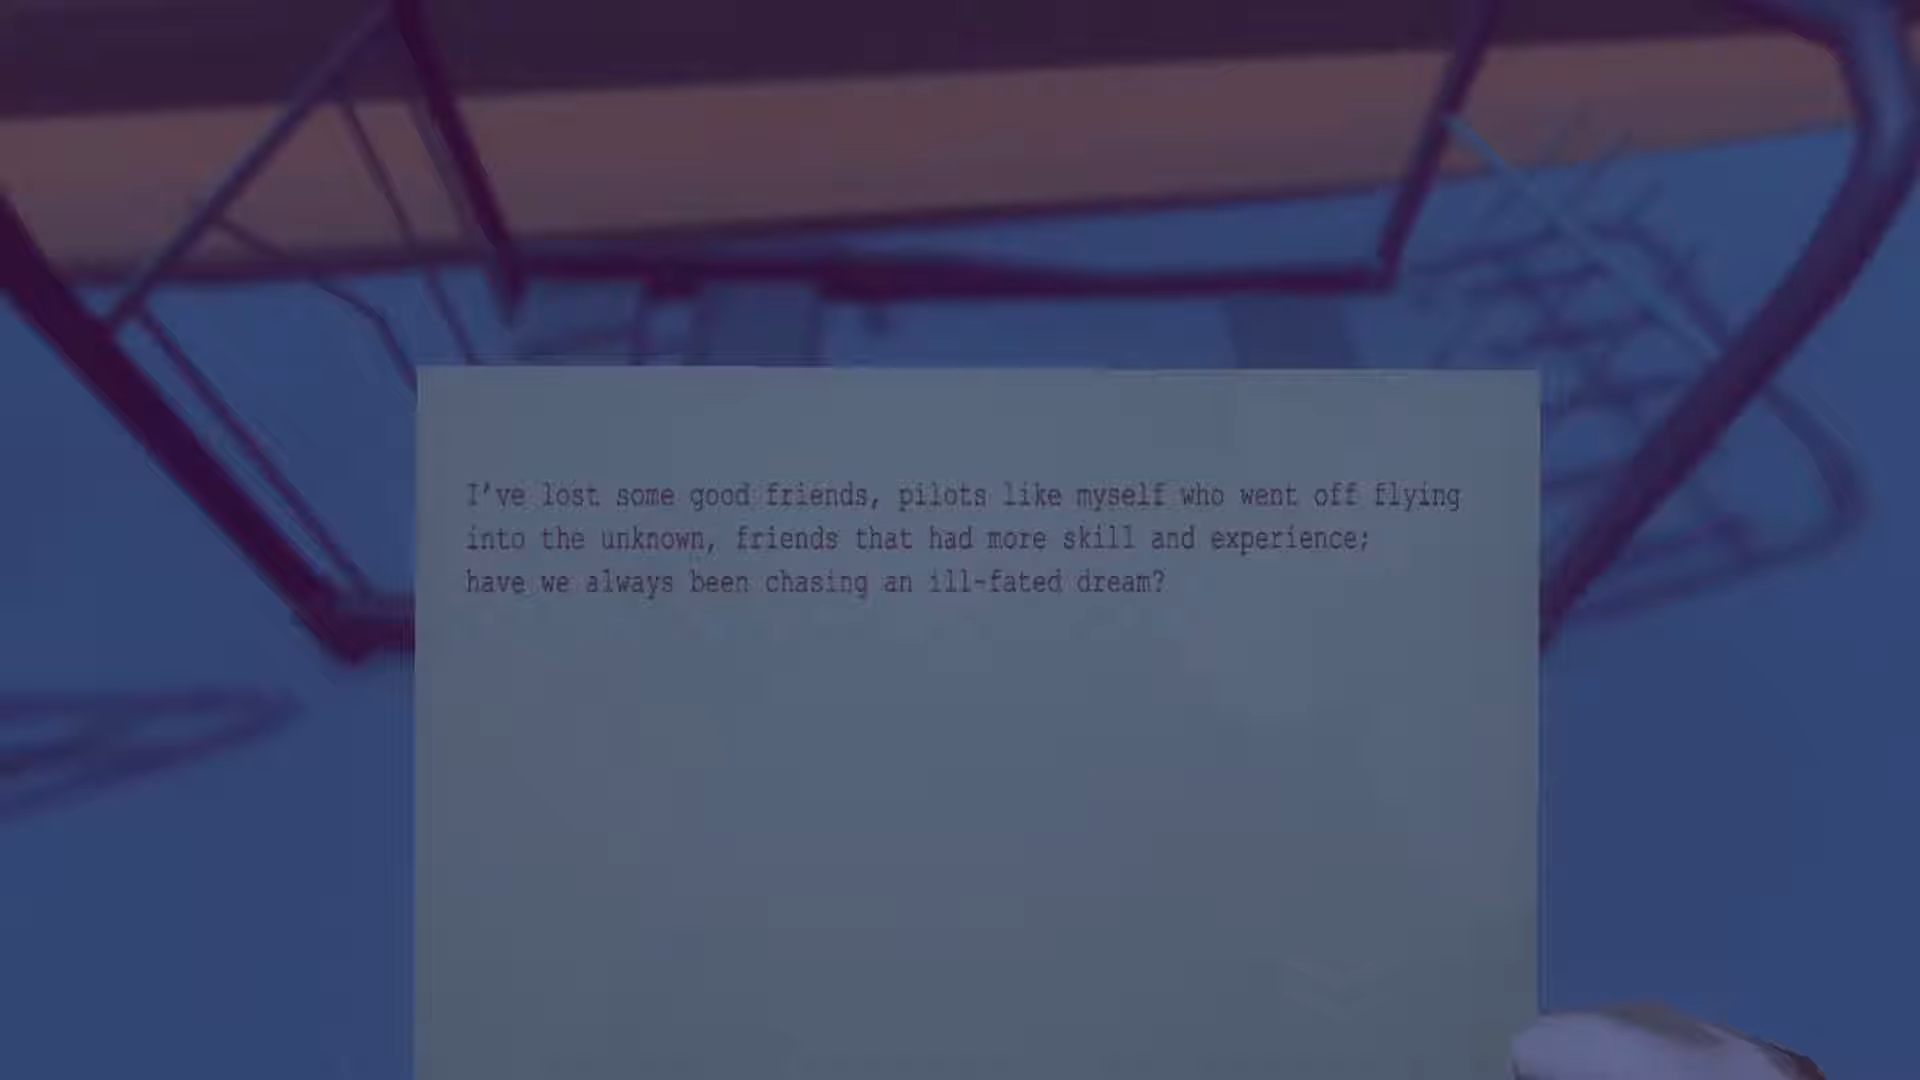 I've lost some good friends, pilots like myself who went off flying
into the unknown, friends that had more skill and experience;
have we always been chasing an ill-fated dream?